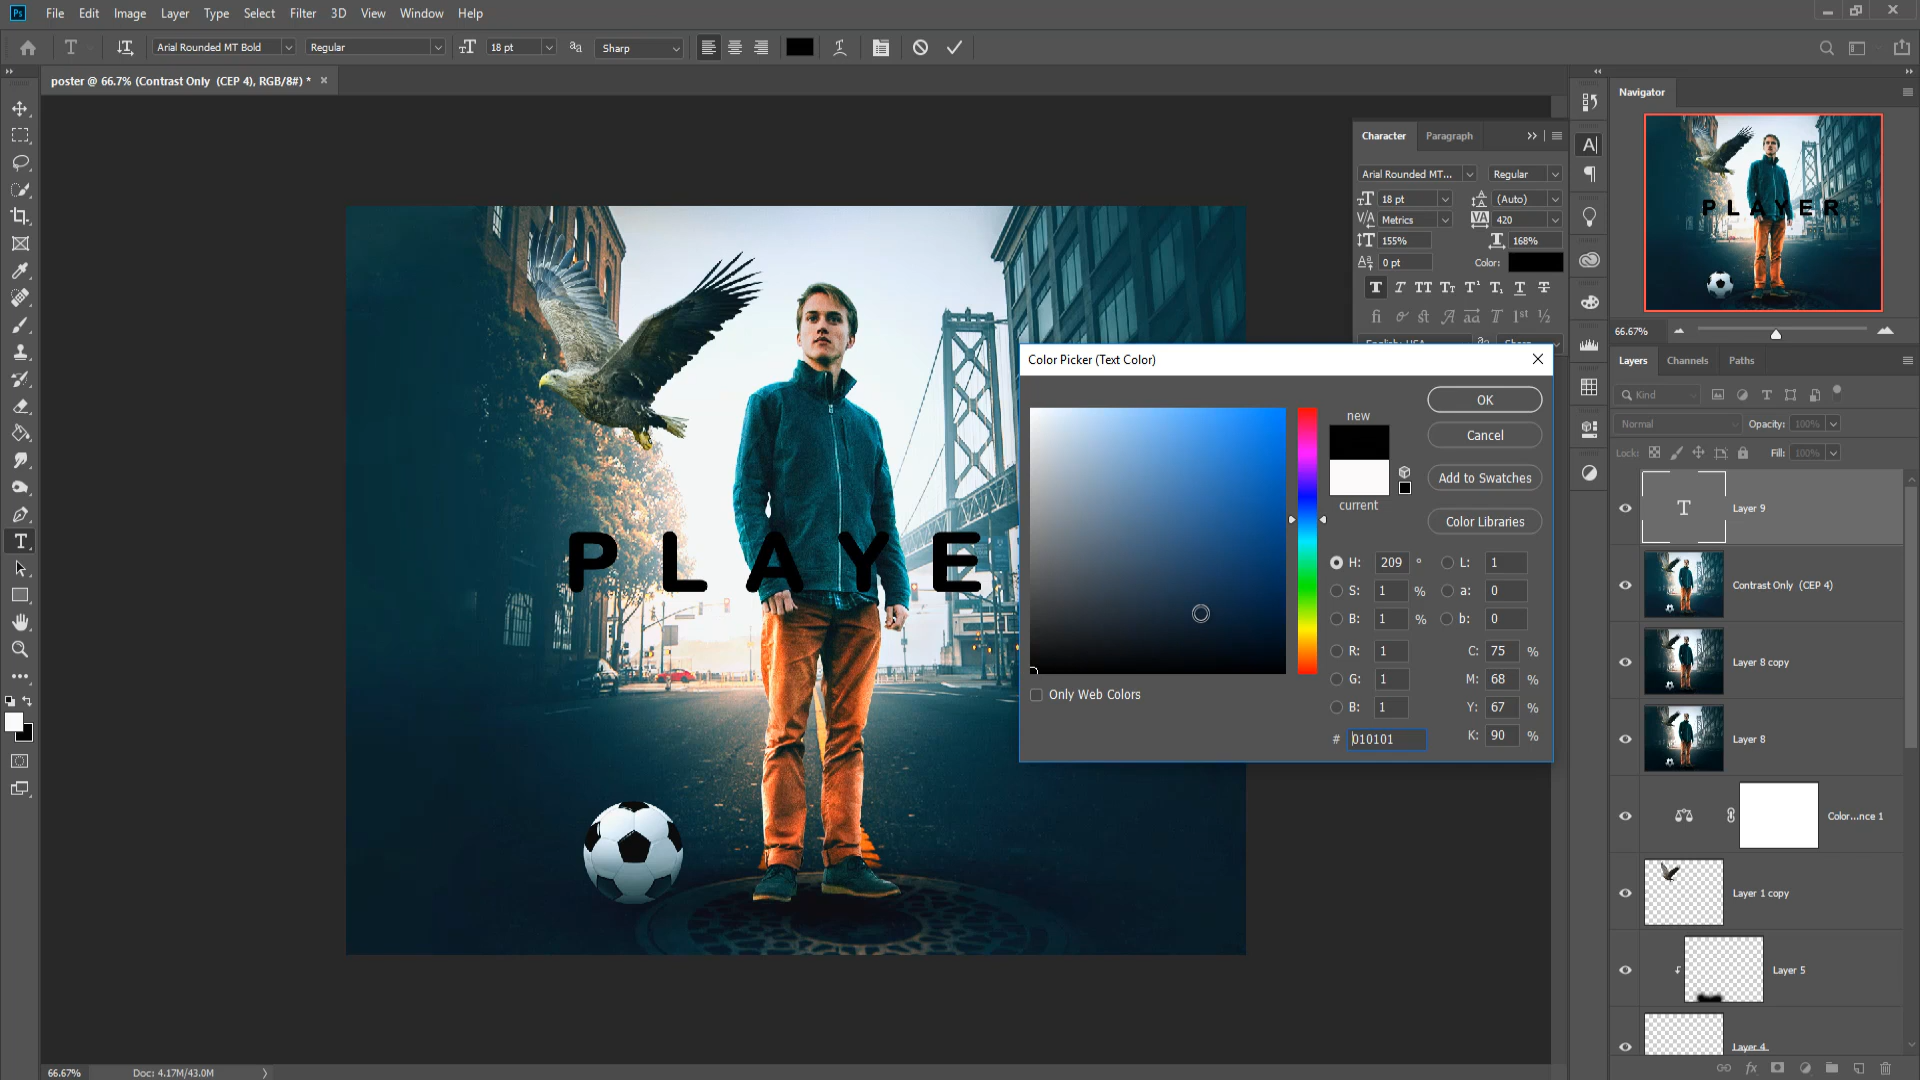 Ps File Edit Image Layer Type Select Filter 3D View Window Help
T Arial Rounded MT Bold Regular 18 pt Sharp
poster @ 66.7% (Contrast Only (CEP 4), RGB/8#) *
Navigator
Character Paragraph
Arial Rounded MT... Regular
18 pt (Auto)
Metrics 420
155% 168%
0 pt Color:
PLAYER
66.67%
Layers Channels Paths
Kind
Normal Opacity: 100%
Lock: Fill: 100%
Color Picker (Text Color)
new
current
OK
Cancel
Add to Swatches
Color Libraries
H: 209 ° L: 1
S: 1 % a: 0
B: 1 % b: 0
R: 1 C: 75 %
G: 1 M: 68 %
B: 1 Y: 67 %
# 010101 K: 90 %
Only Web Colors
PLAYE
T Layer 9
Contrast Only (CEP 4)
Layer 8 copy
Layer 8
Color...nce 1
Layer 1 copy
Layer 5
Layer 4
66.67% Doc: 4.17M/43.0M